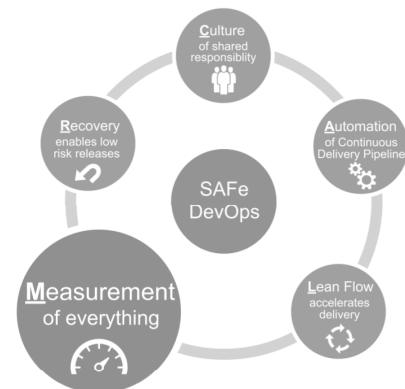 Culture
of shared
responsiblity
Automation
of Continuous
Delivery Pipeline
Lean Flow
accelerates
delivery
Measurement
of everything
Recovery
enables low
risk releases
SAFe
DevOps